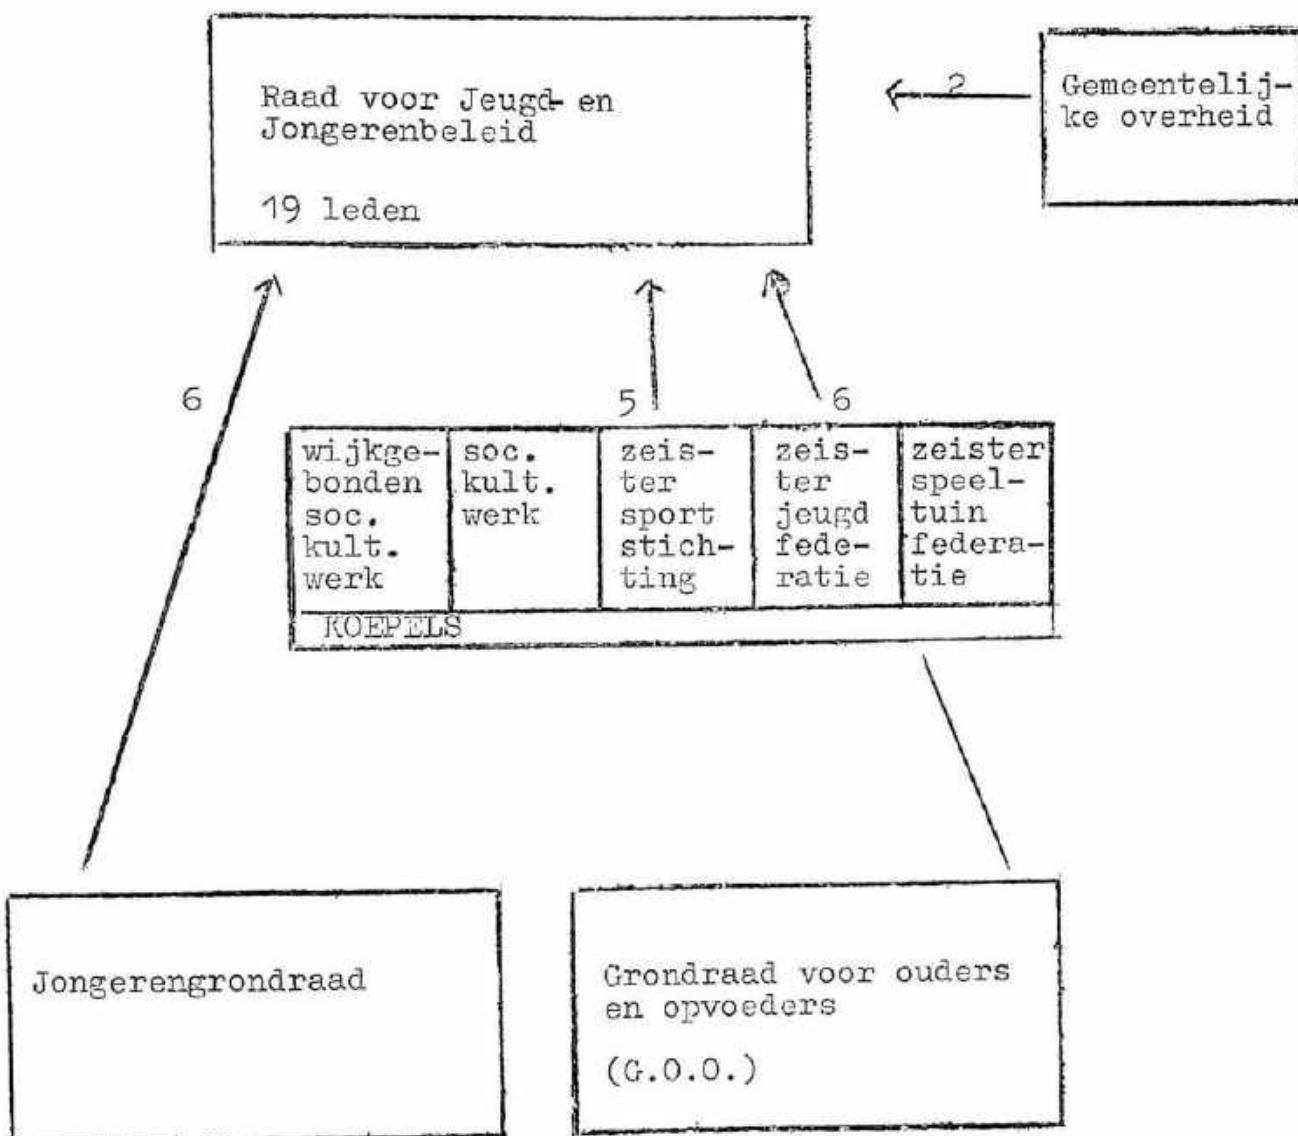 Raad voor Jeugd- en
Jongerenbeleid
19 leden
2
Gemeentelij-
ke overheid
6
5
6
wijkge-
bonden
soc.
kult.
werk
soc.
kult.
werk
zeis-
ter
sport
stich-
ting
zeis-
ter
jeugd
fede-
ratie
zeister
speel-
tuin
federa-
tie
KOEPELS
Jongerengrondraad
Grondraad voor ouders
en opvoeders
(G.O.O.)